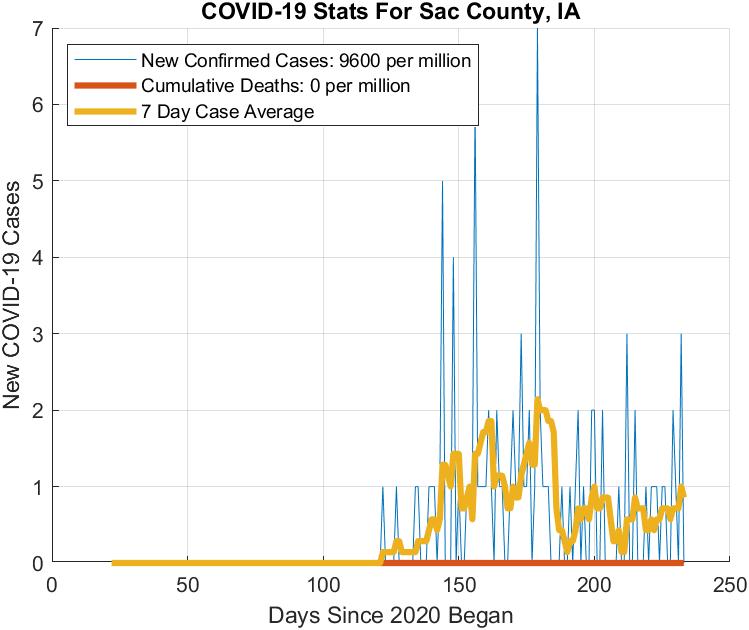 COVID-19 Stats For Sac County, IA
New Confirmed Cases: 9600 per million
Cumulative Deaths: 0 per million
7 Day Case Average
New COVID-19 Cases
7
6
5
4
3
2
1
0
0 50 100 150 200 250
Days Since 2020 Began